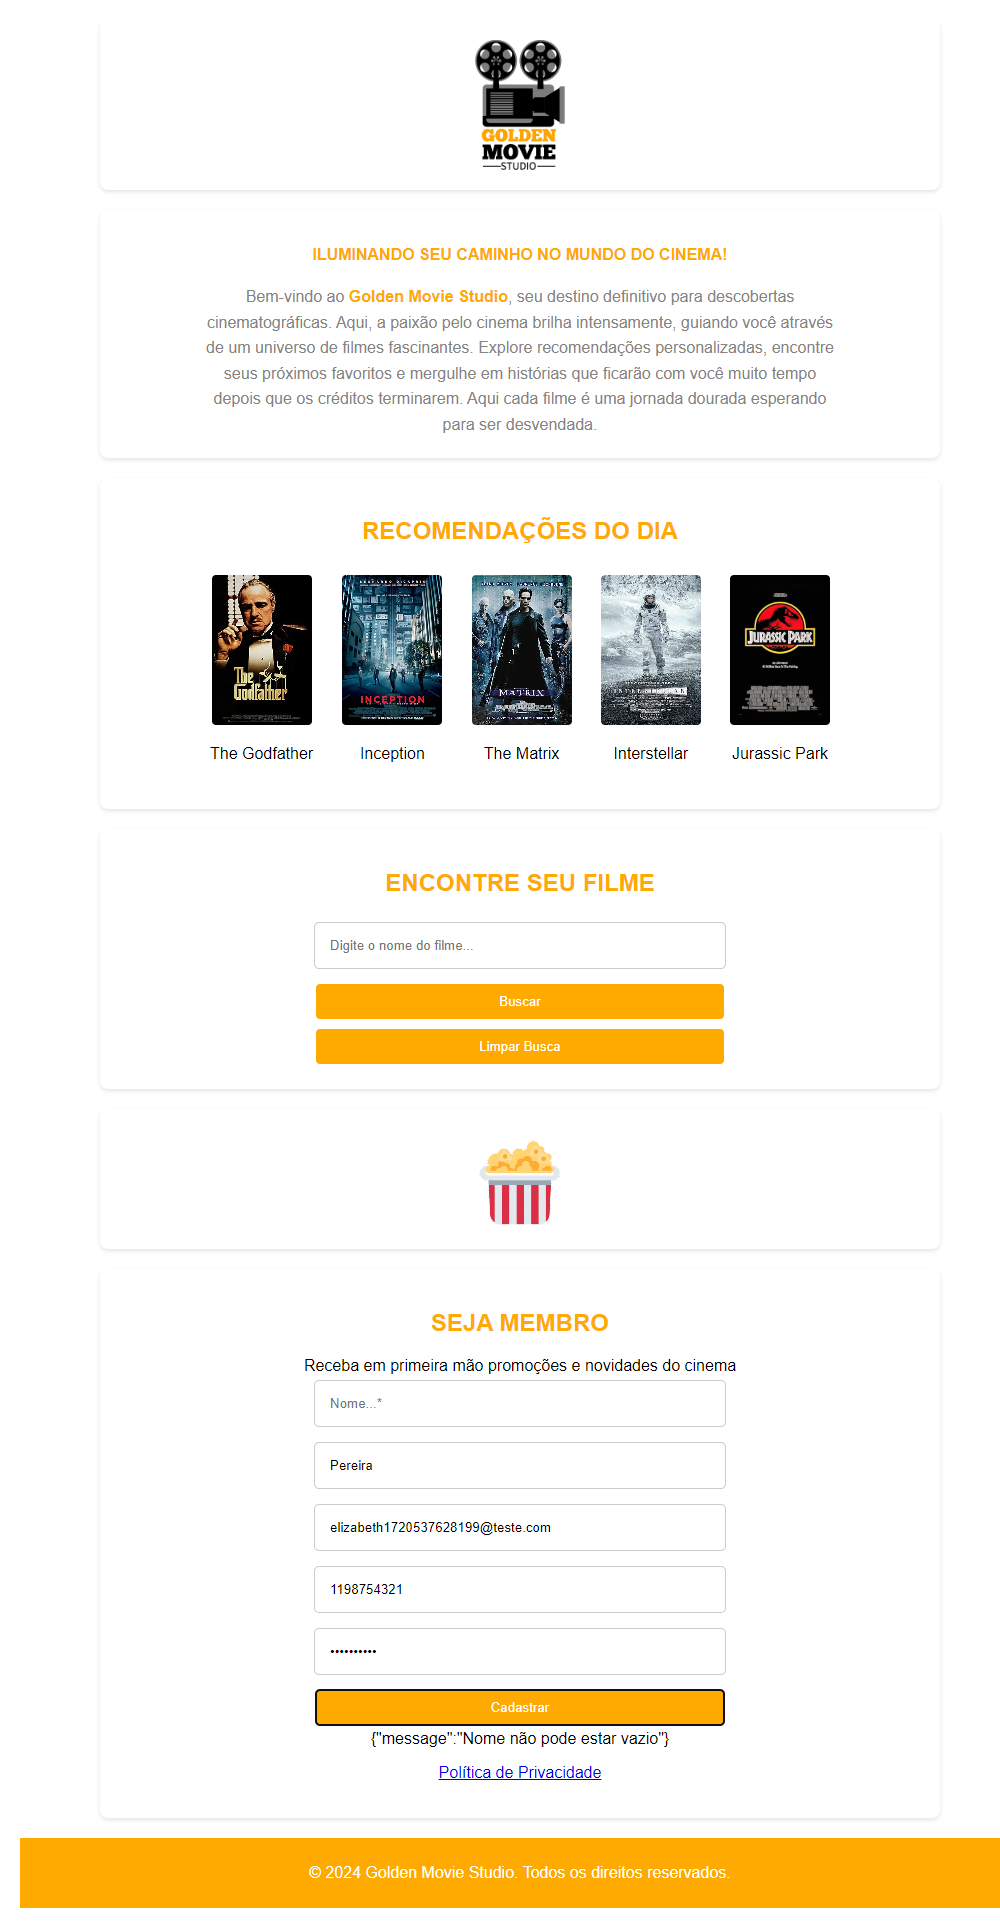 GOLDEN
MOVIE
STUDIO
ILUMINANDO SEU CAMINHO NO MUNDO DO CINEMA!
Bem-vindo ao Golden Movie Studio, seu destino definitivo para descobertas
cinematográficas. Aqui, a paixão pelo cinema brilha intensamente, guiando você através
de um universo de filmes fascinantes. Explore recomendações personalizadas, encontre
seus próximos favoritos e mergulhe em histórias que ficarão com você muito tempo
depois que os créditos terminarem. Aqui cada filme é uma jornada dourada esperando
para ser desvendada.
RECOMENDAÇÕES DO DIA
The
Godfather
INCEPTION
MATRIX
INTERSTELLAR
JURASSIC PARK
The Godfather
Inception
The Matrix
Interstellar
Jurassic Park
ENCONTRE SEU FILME
Digite o nome do filme...
Buscar
Limpar Busca
SEJA MEMBRO
Receba em primeira mão promoções e novidades do cinema
Nome...*
Pereira
elizabeth1720537628199@teste.com
1198754321
••••••••••
Cadastrar
{"message":"Nome não pode estar vazio"}
Política de Privacidade
© 2024 Golden Movie Studio. Todos os direitos reservados.